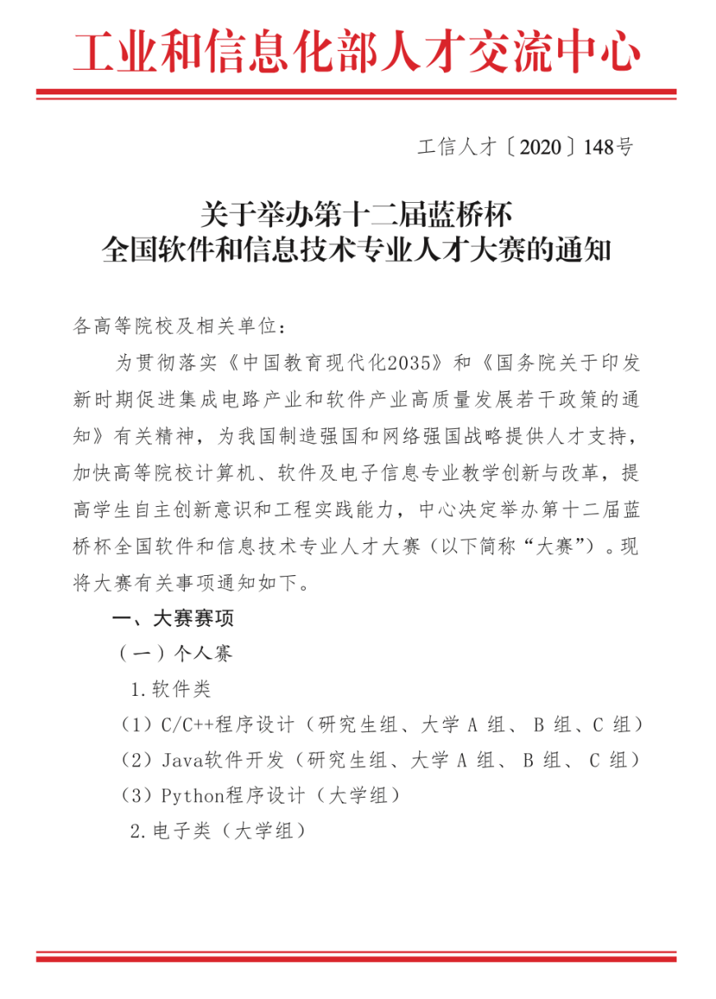 工业和信息化部人才交流中心
工信人才〔2020〕148号
关于举办第十二届蓝桥杯
全国软件和信息技术专业人才大赛的通知
各高等院校及相关单位：
为贯彻落实《中国教育现代化2035》和《国务院关于印发
新时期促进集成电路产业和软件产业高质量发展若干政策的通
知》有关精神，为我国制造强国和网络强国战略提供人才支持，
加快高等院校计算机、软件及电子信息专业教学创新与改革，提
高学生自主创新意识和工程实践能力，中心决定举办第十二届蓝
桥杯全国软件和信息技术专业人才大赛（以下简称“大赛”）。现
将大赛有关事项通知如下。
一、大赛赛项
（一）个人赛
1.软件类
（1）C/C++程序设计（研究生组、大学 A 组、 B 组、C 组）
（2）Java软件开发（研究生组、大学 A 组、 B 组、 C 组）
（3）Python程序设计（大学组）
2.电子类（大学组）